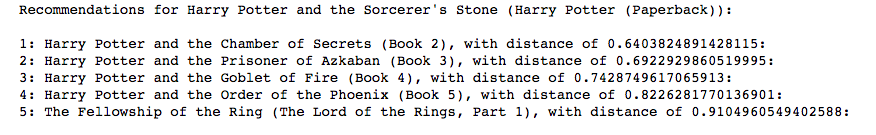 Recommendations for Harry Potter and the Sorcerer's Stone (Harry Potter (Paperback)):
1: Harry Potter and the Chamber of Secrets (Book 2), with distance of 0.6403824891428115:
2: Harry Potter and the Prisoner of Azkaban (Book 3), with distance of 0.6922929860519995:
3: Harry Potter and the Goblet of Fire (Book 4), with distance of 0.7428749617065913:
4: Harry Potter and the Order of the Phoenix (Book 5), with distance of 0.8226281770136901:
5: The Fellowship of the Ring (The Lord of the Rings, Part 1), with distance of 0.9104960549402588: